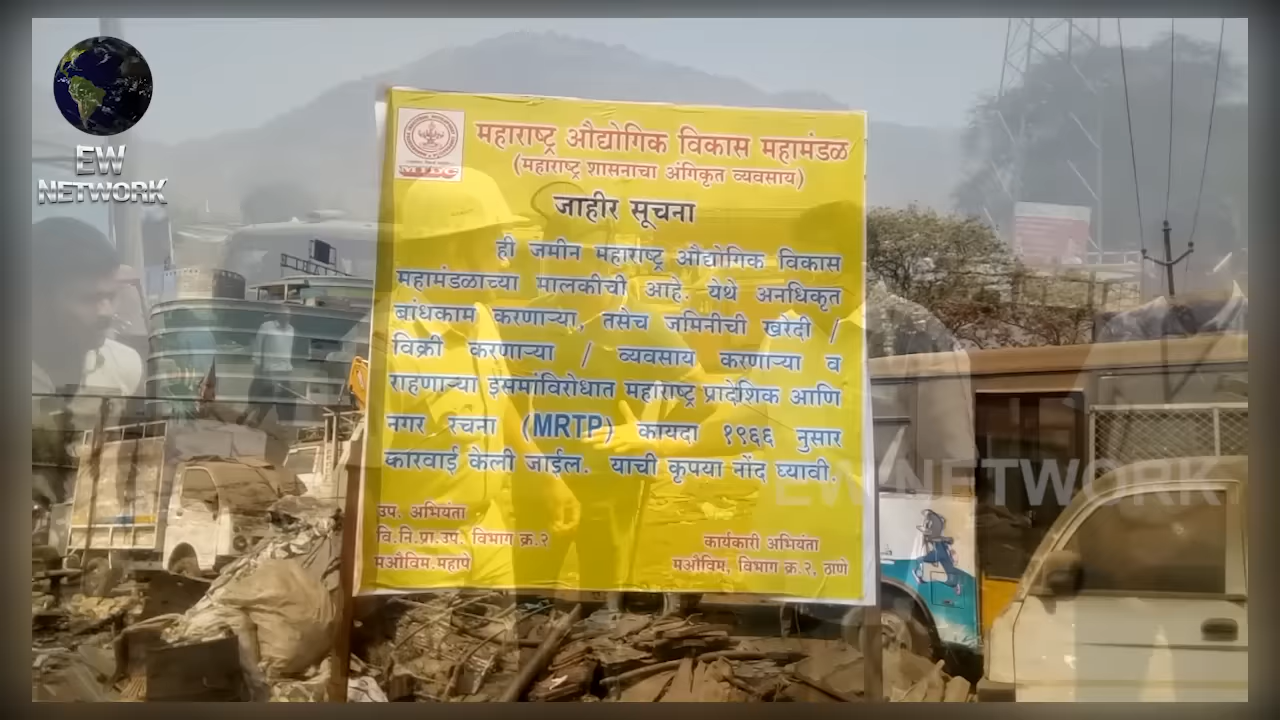 EW
NETWORK
महाराष्ट्र औद्योगिक विकास महामंडळ
(महाराष्ट्र शासनाचा अंगिकृत व्यवसाय)
MIDC
जाहीर सूचना
ही जमीन महाराष्ट्र औद्योगिक विकास
महामंडळाच्या मालकीची आहे. येथे अनधिकृत
बांधकाम करणाऱ्या, तसेच जमिनीची खरेदी /
विक्री करणाऱ्या / व्यवसाय करणाऱ्या व
राहणाऱ्या इसमांविरोधात महाराष्ट्र प्रादेशिक आणि
नगर रचना (MRTP) कायदा १९६६ नुसार
कारवाई केली जाईल. याची कृपया नोंद घ्यावी.
उप. अभियंता
वि.नि.प्रा.उप. विभाग क्र.२
मऔविम.महापे
कार्यकारी अभियंता
मऔविम, विभाग क्र.२, ठाणे
EW NETWORK